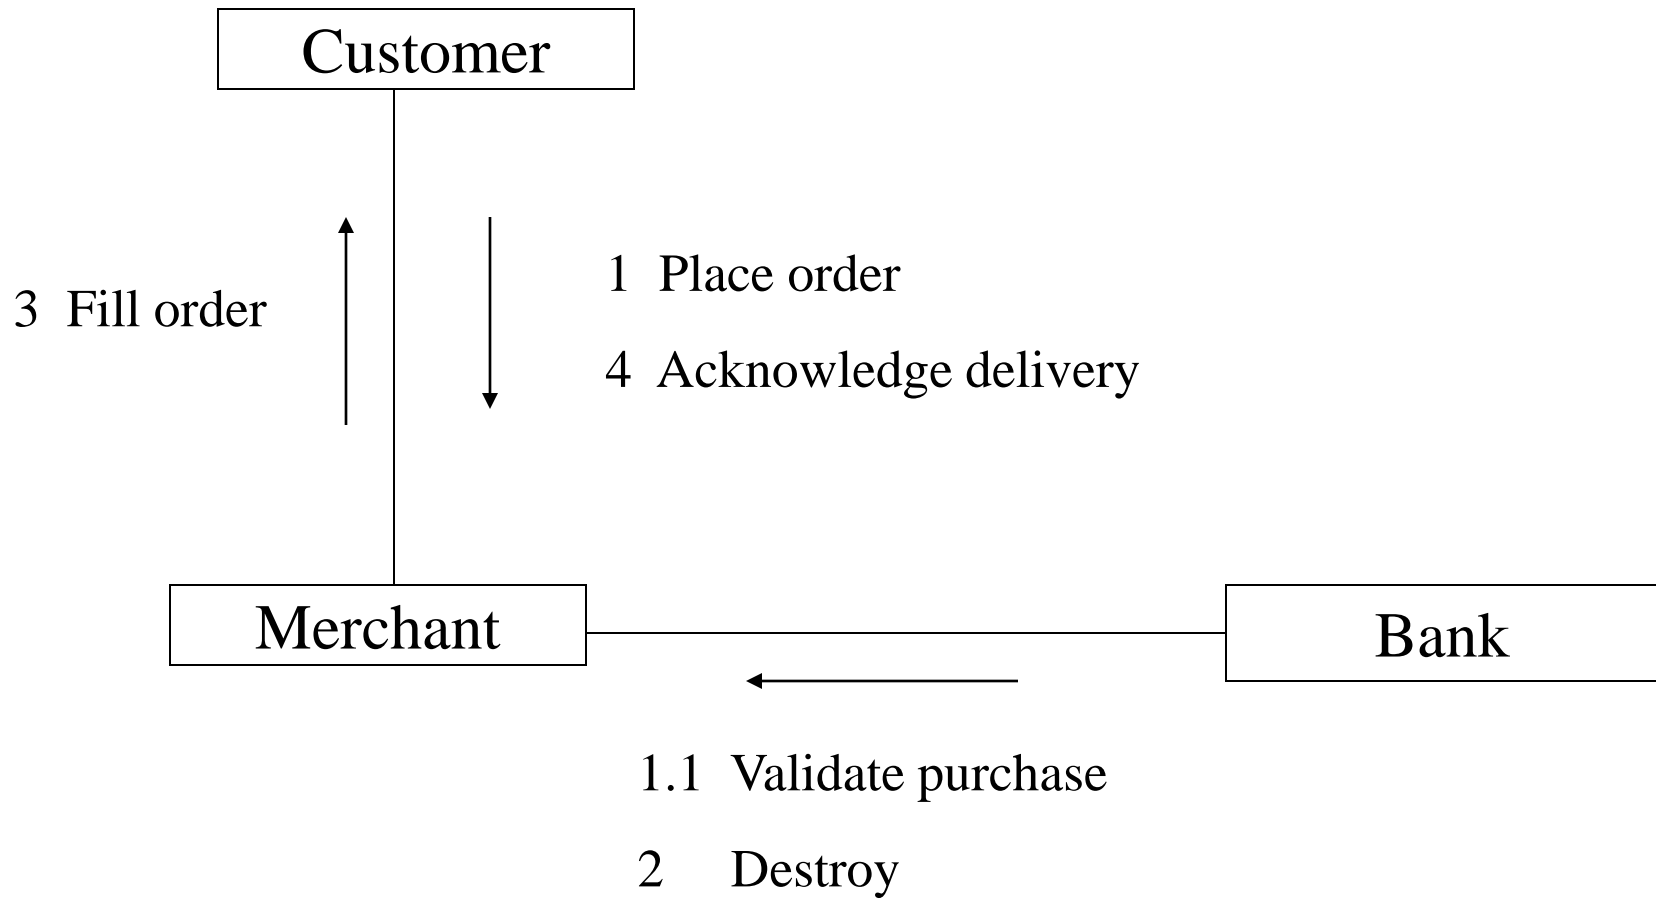 Customer
3 Fill order
1 Place order
4 Acknowledge delivery
Merchant
Bank
1.1 Validate purchase
2 Destroy